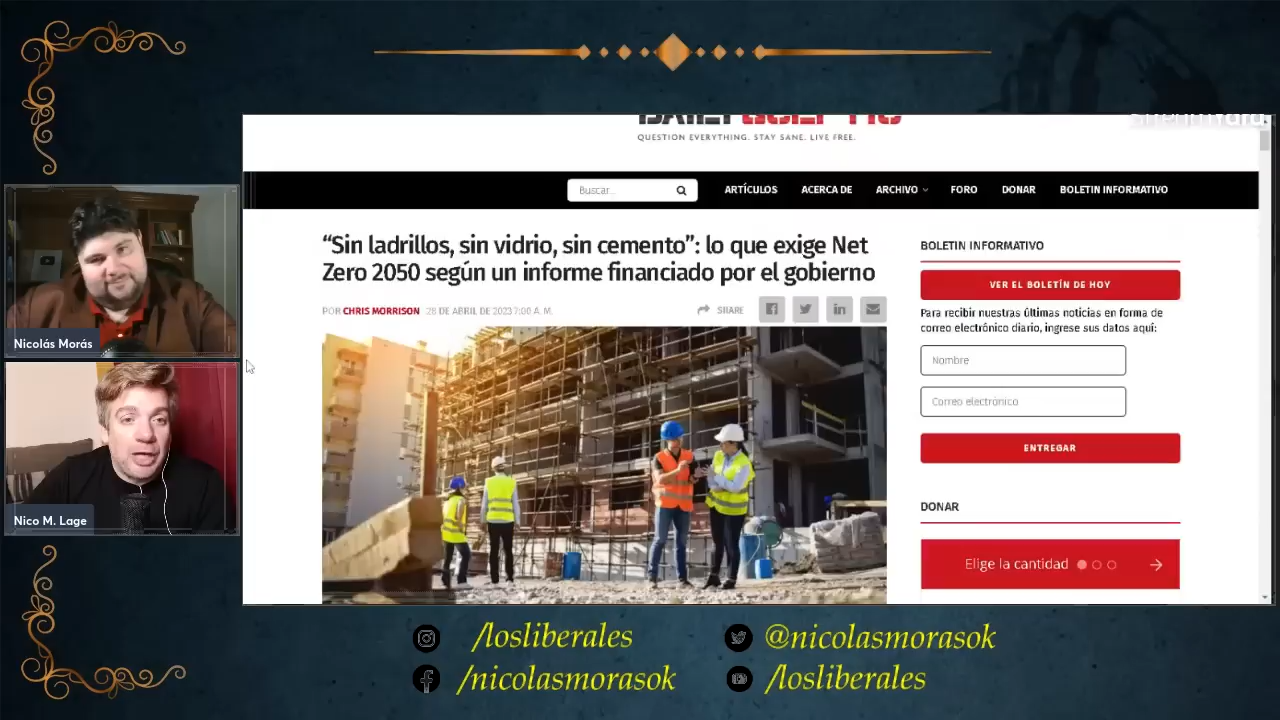 QUESTION EVERYTHING. STAY SANE. LIVE FREE.
Buscar...
ARTÍCULOS
ACERCA DE
ARCHIVO
FORO
DONAR
BOLETIN INFORMATIVO
“Sin ladrillos, sin vidrio, sin cemento”: lo que exige Net
Zero 2050 según un informe financiado por el gobierno
POR CHRIS MORRISON 28 DE ABRIL DE 2023 7:00 A. M.
SHARE
BOLETIN INFORMATIVO
VER EL BOLETÍN DE HOY
Para recibir nuestras últimas noticias en forma de
correo electrónico diario, ingrese sus datos aquí:
Nombre
Correo electrónico
ENTREGAR
DONAR
Elige la cantidad
Nicolás Morás
Nico M. Lage
/losliberales
@nicolasmorasok
/nicolasmorasok
/losliberales